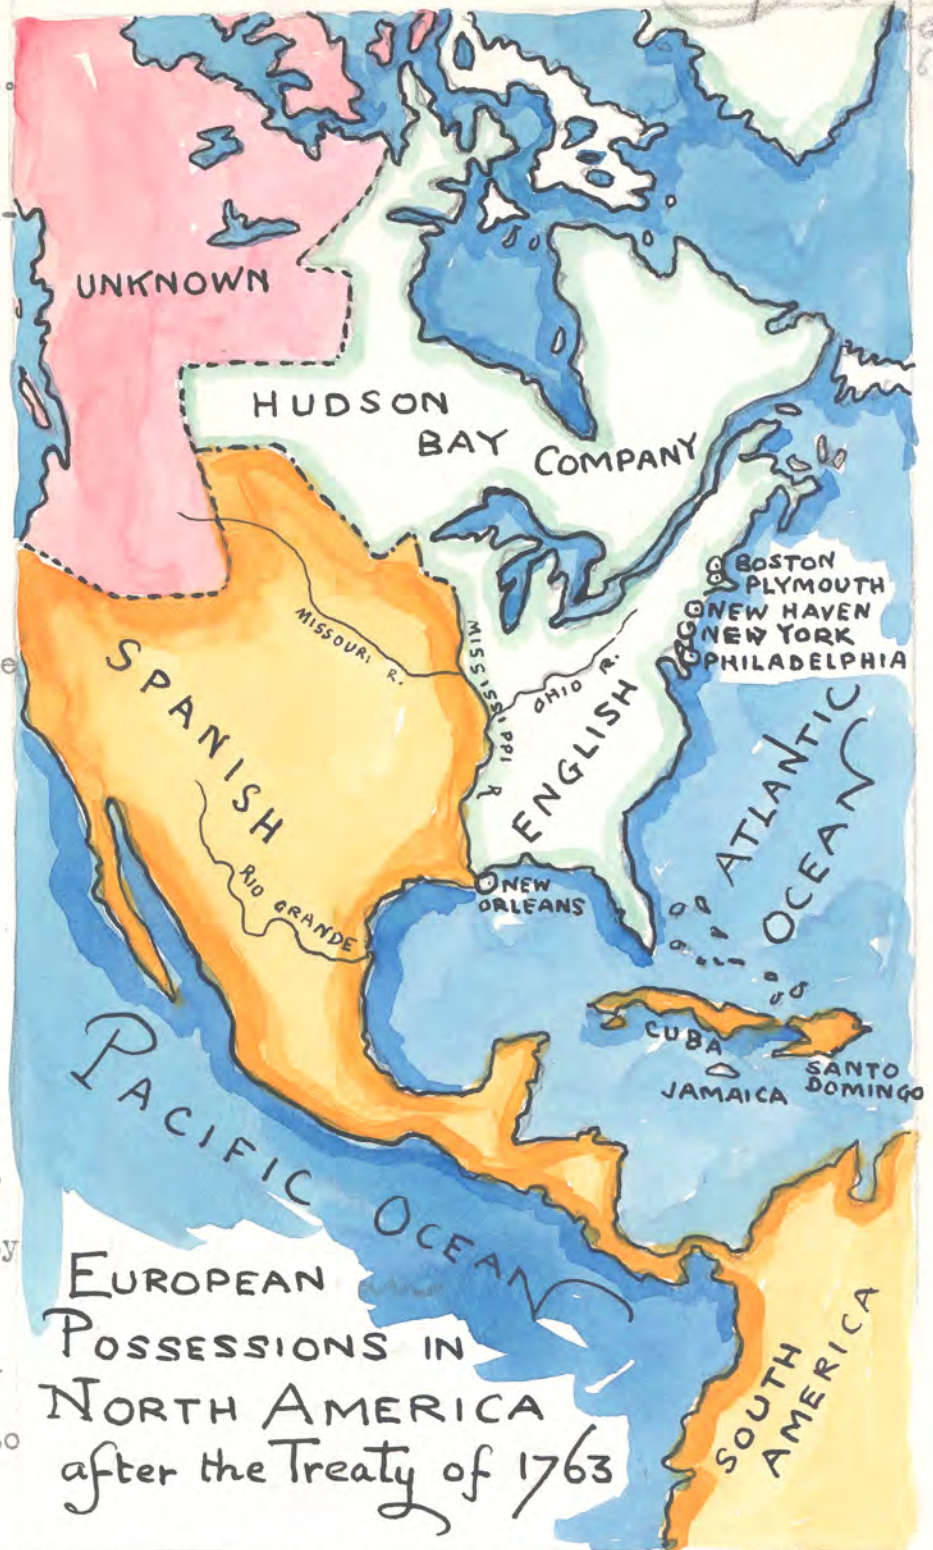 UNKNOWN
HUDSON
BAY COMPANY
BOSTON
PLYMOUTH
NEW HAVEN
NEW YORK
PHILADELPHIA
MISSOURI R.
MISSISSIPPI R
OHIO R.
SPANISH
ENGLISH
ATLANTIC
OCEAN
RIO GRANDE
NEW
ORLEANS
CUBA
JAMAICA
SANTO
DOMINGO
PACIFIC OCEAN
SOUTH
AMERICA
EUROPEAN
POSSESSIONS IN
NORTH AMERICA
after the Treaty of 1763